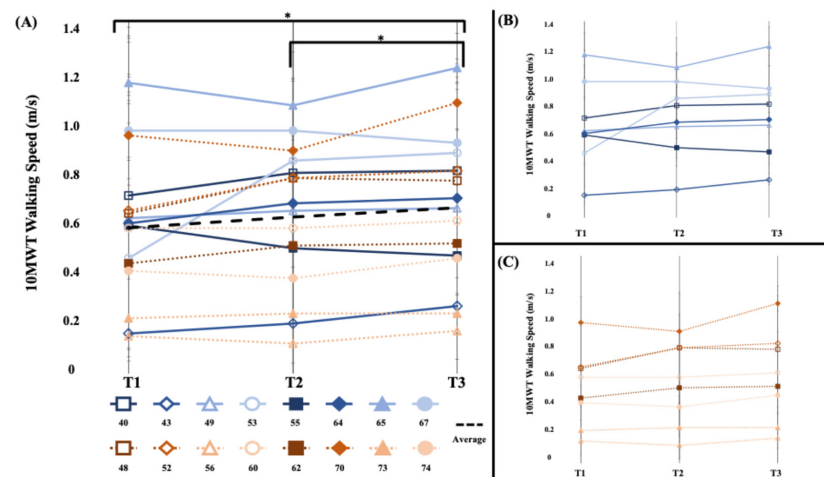 (A)
*
*
10MWT Walking Speed (m/s)
1.4
1.2
1.0
0.8
0.6
0.4
0.2
0
T1 T2 T3
40 43 49 53 55 64 65 67
Average
48 52 56 60 62 70 73 74
(B)
10MWT Walking Speed (m/s)
1.4
1.2
1.0
0.8
0.6
0.4
0.2
0
T1 T2 T3
(C)
10MWT Walking Speed (m/s)
1.4
1.2
1.0
0.8
0.6
0.4
0.2
0
T1 T2 T3